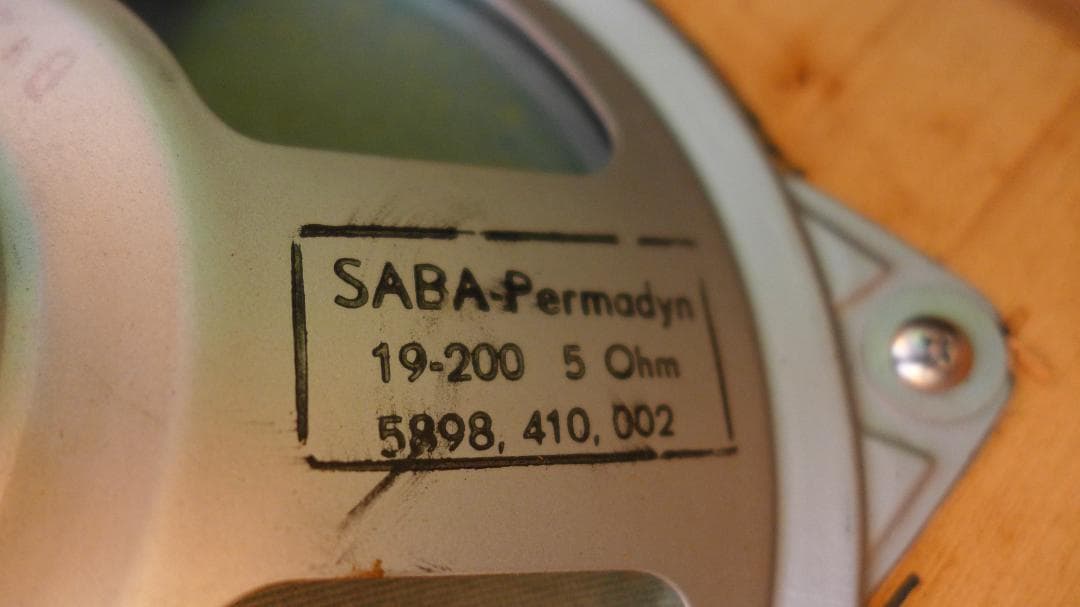 SABA-Permadyn
19-200 5 Ohm
5898, 410, 002